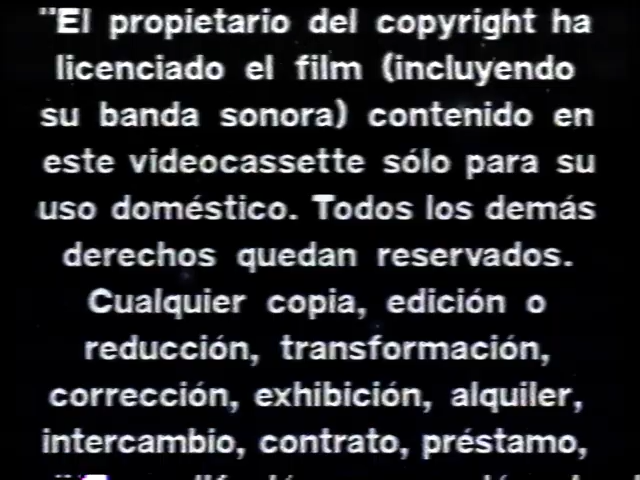 "El propietario del copyright ha
licenciado el film (incluyendo
su banda sonora) contenido en
este videocassette sólo para su
uso doméstico. Todos los demás
derechos quedan reservados.
Cualquier copia, edición o
reducción, transformación,
corrección, exhibición, alquiler,
intercambio, contrato, préstamo,